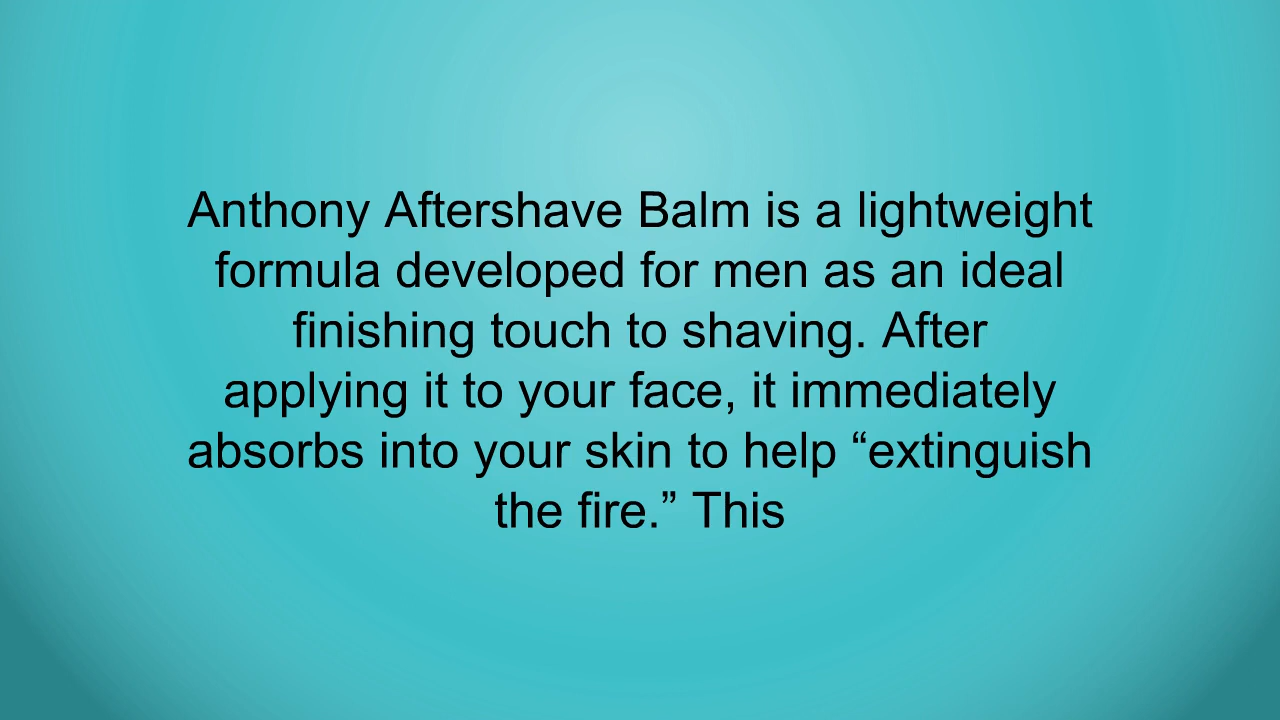 Anthony Aftershave Balm is a lightweight
formula developed for men as an ideal
finishing touch to shaving. After
applying it to your face, it immediately
absorbs into your skin to help “extinguish
the fire.” This